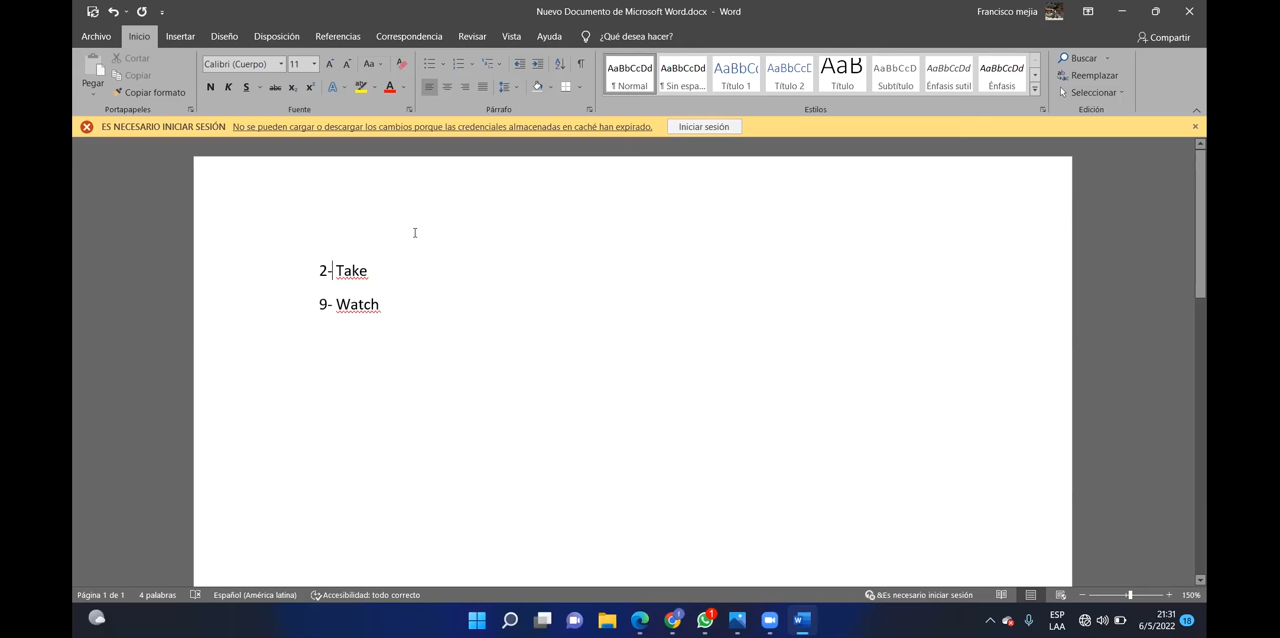 Nuevo Documento de Microsoft Word.docx - Word
Francisco mejia
Archivo Inicio Insertar Diseño Disposición Referencias Correspondencia Revisar Vista Ayuda ¿Qué desea hacer? Compartir
Pegar
Cortar
Copiar
Copiar formato
Portapapeles
Calibri (Cuerpo) 11
N K S abc x₂ x²
Fuente
Párrafo
AaBbCcDd AaBbCcDd AaBbCc AaBbCcD AaB AaBbCcD AaBbCcDd AaBbCcDd
¶ Normal ¶ Sin espa... Título 1 Título 2 Título Subtítulo Énfasis sutil Énfasis
Estilos
Buscar
Reemplazar
Seleccionar
Edición
ES NECESARIO INICIAR SESIÓN No se pueden cargar o descargar los cambios porque las credenciales almacenadas en caché han expirado. Iniciar sesión
2- Take
9- Watch
Página 1 de 1 4 palabras Español (América latina) Accesibilidad: todo correcto &Es necesario iniciar sesión 150%
ESP
LAA
21:31
6/5/2022
18
1